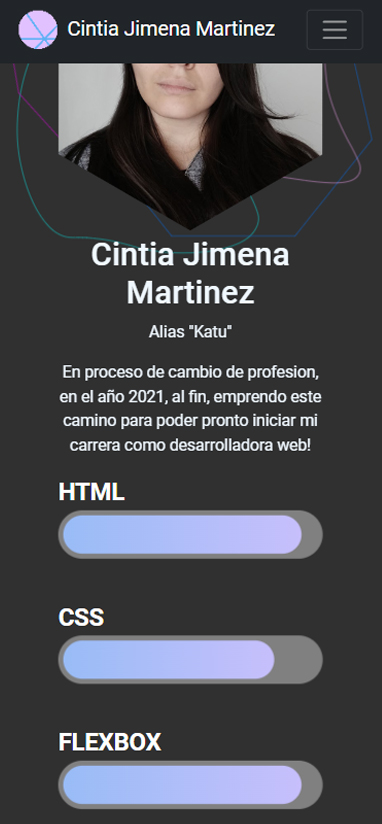 Cintia Jimena Martinez
Cintia Jimena
Martinez
Alias "Katu"
En proceso de cambio de profesion,
en el año 2021, al fin, emprendo este
camino para poder pronto iniciar mi
carrera como desarrolladora web!
HTML
CSS
FLEXBOX